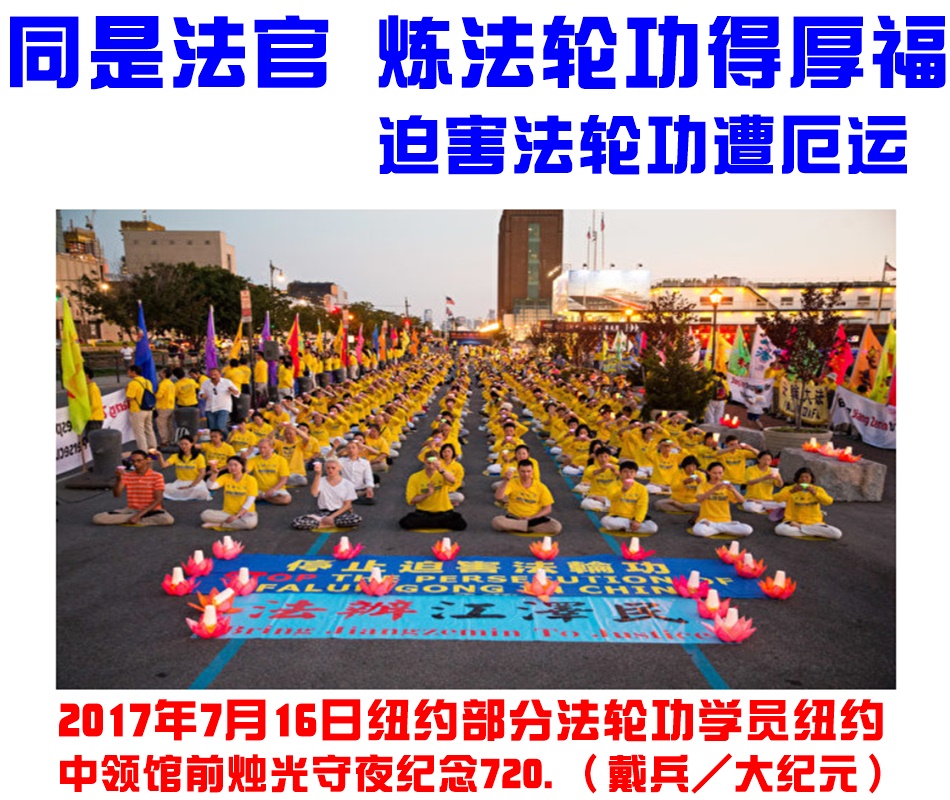 同是法官 炼法轮功得厚福
迫害法轮功遭厄运
停止迫害法輪功
STOP THE PERSECUTION OF
FALUN GONG IN CHINA
法辦江澤民
Bring Jiangzemin To Justice
2017年7月16日纽约部分法轮功学员纽约
中领馆前烛光守夜纪念720.（戴兵／大纪元）